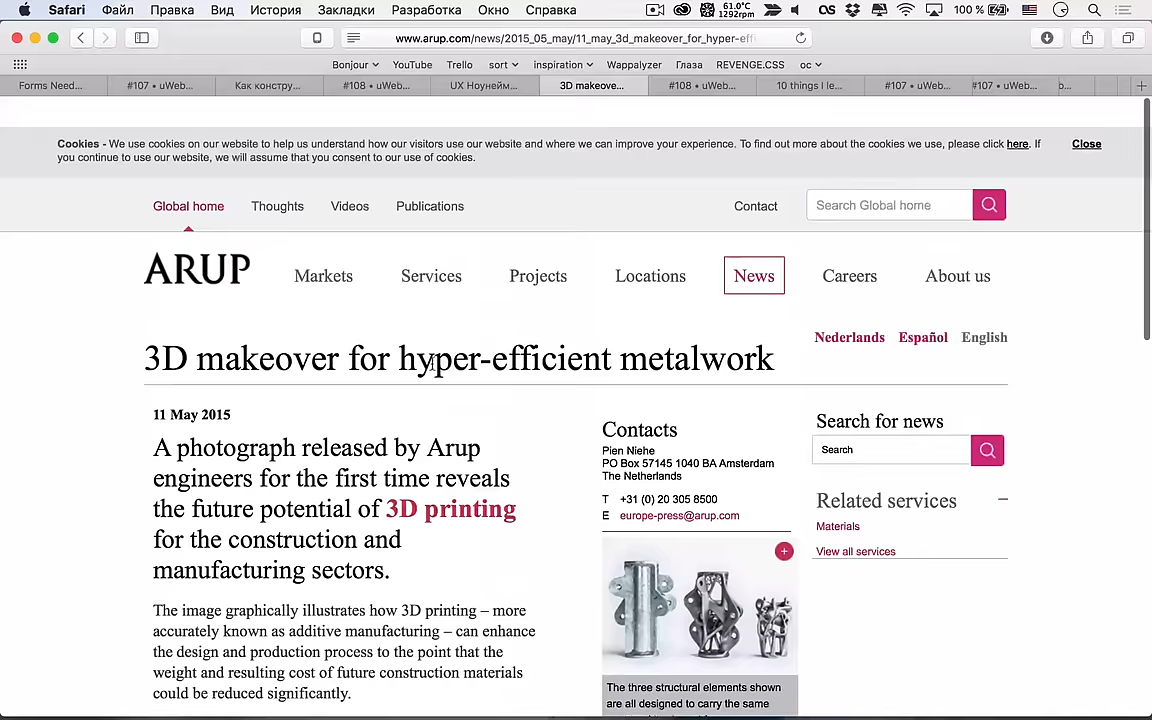 Safari Файл Правка Вид История Закладки Разработка Окно Справка
61.0°C
1292rpm
100 %
www.arup.com/news/2015_05_may/11_may_3d_makeover_for_hyper-eff
Bonjour YouTube Trello sort inspiration Wappalyzer Глаза REVENGE.CSS ос
Forms Need... #107 – uWeb... Как констру... #108 – uWeb... UX Ноунейм... 3D makeove... #108 – uWeb... 10 things I le... #107 – uWeb... #107 – uWeb...
Cookies - We use cookies on our website to help us understand how our visitors use our website and where we can improve your experience. To find out more about the cookies we use, please click here. If
you continue to use our website, we will assume that you consent to our use of cookies.
Close
Global home Thoughts Videos Publications Contact Search Global home
ARUP Markets Services Projects Locations News Careers About us
Nederlands Español English
3D makeover for hyper-efficient metalwork
11 May 2015
A photograph released by Arup
engineers for the first time reveals
the future potential of 3D printing
for the construction and
manufacturing sectors.
The image graphically illustrates how 3D printing – more
accurately known as additive manufacturing – can enhance
the design and production process to the point that the
weight and resulting cost of future construction materials
could be reduced significantly.
Contacts
Pien Niehe
PO Box 57145 1040 BA Amsterdam
The Netherlands
T +31 (0) 20 305 8500
E europe-press@arup.com
The three structural elements shown
are all designed to carry the same
Search for news
Search
Related services
Materials
View all services